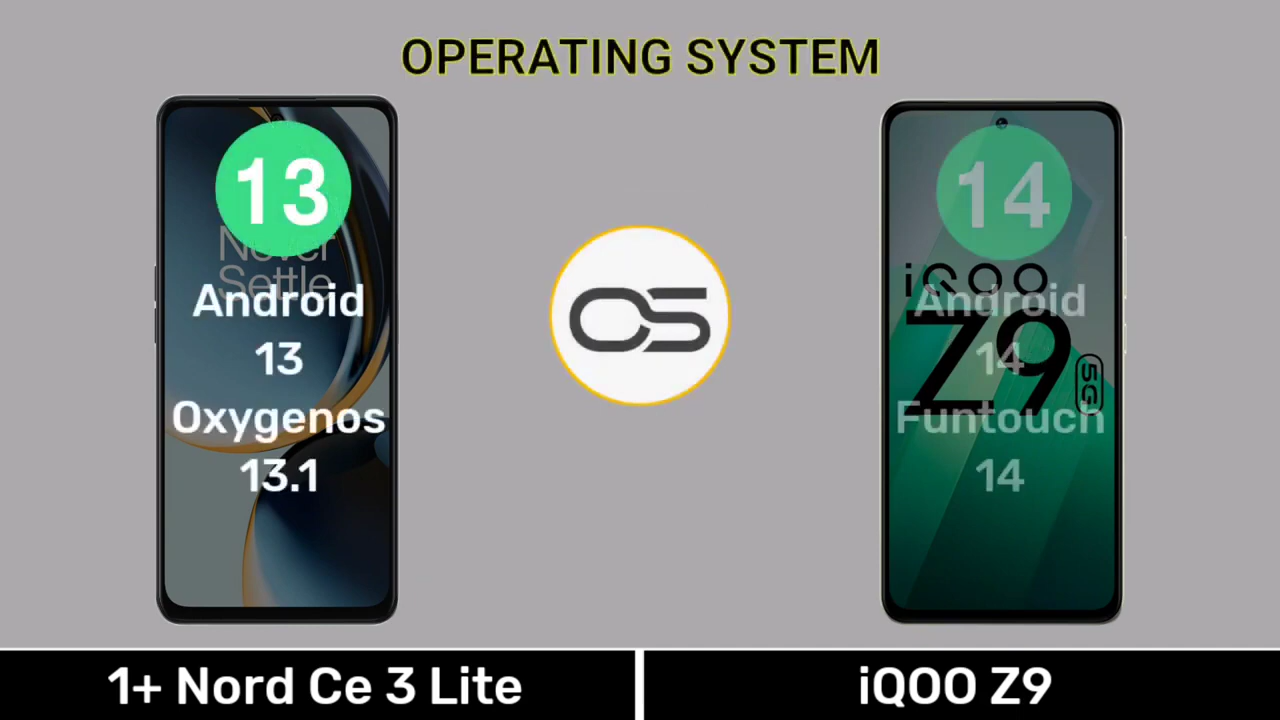 OPERATING SYSTEM
13
Never
Settle
Android
13
Oxygenos
13.1
OS
14
iQOO
Z9
5G
Android
14
Funtouch
14
1+ Nord Ce 3 Lite
iQOO Z9